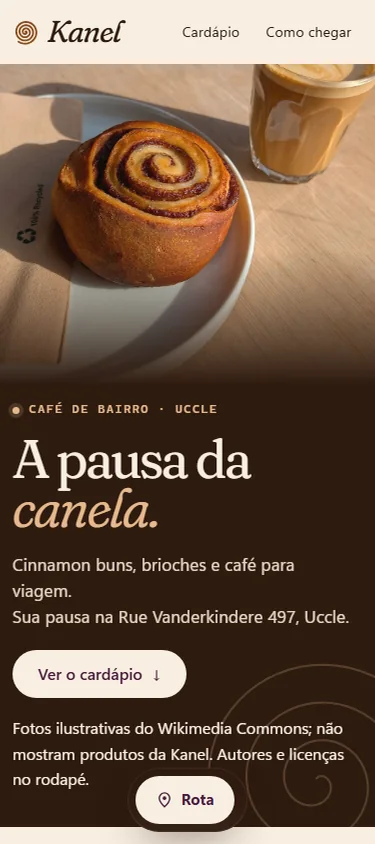 Kanel
Cardápio
Como chegar
CAFÉ DE BAIRRO · UCCLE
A pausa da
canela.
Cinnamon buns, brioches e café para
viagem.
Sua pausa na Rue Vanderkindere 497, Uccle.
Ver o cardápio ↓
Fotos ilustrativas do Wikimedia Commons; não
mostram produtos da Kanel. Autores e licenças
no rodapé.
Rota